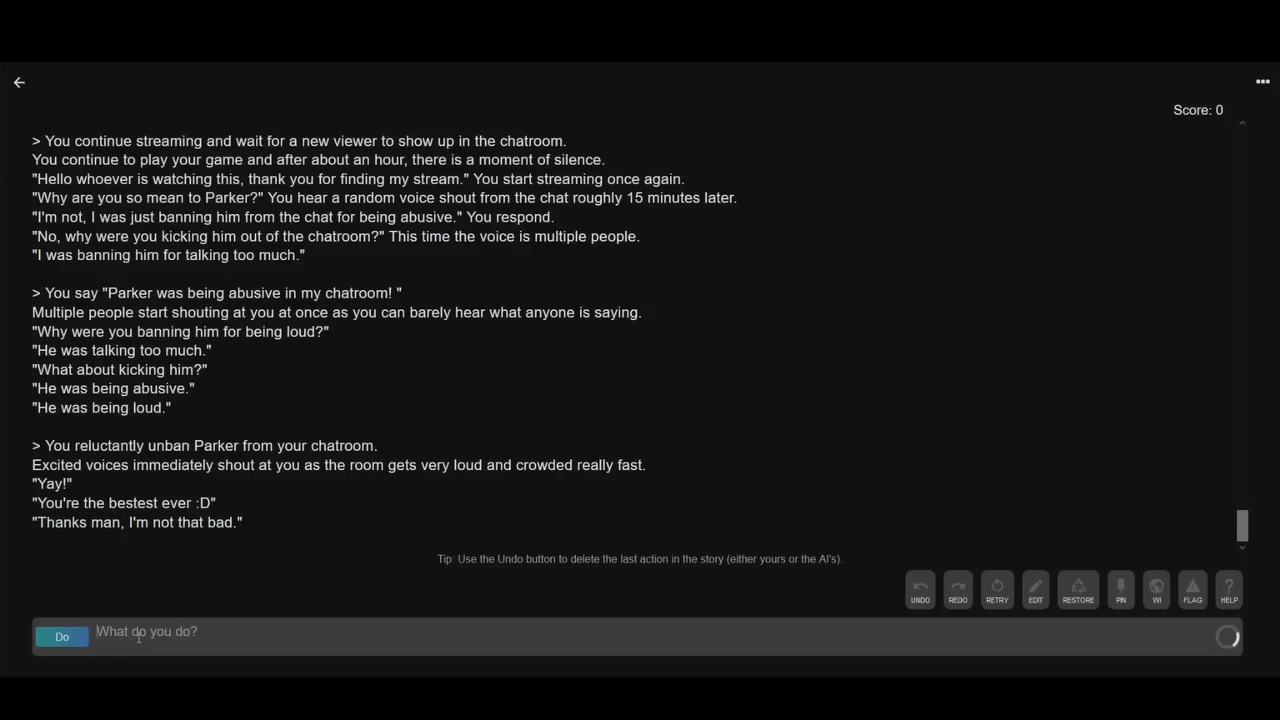 Score: 0
> You continue streaming and wait for a new viewer to show up in the chatroom.
You continue to play your game and after about an hour, there is a moment of silence.
"Hello whoever is watching this, thank you for finding my stream." You start streaming once again.
"Why are you so mean to Parker?" You hear a random voice shout from the chat roughly 15 minutes later.
"I'm not, I was just banning him from the chat for being abusive." You respond.
"No, why were you kicking him out of the chatroom?" This time the voice is multiple people.
"I was banning him for talking too much."
> You say "Parker was being abusive in my chatroom! "
Multiple people start shouting at you at once as you can barely hear what anyone is saying.
"Why were you banning him for being loud?"
"He was talking too much."
"What about kicking him?"
"He was being abusive."
"He was being loud."
> You reluctantly unban Parker from your chatroom.
Excited voices immediately shout at you as the room gets very loud and crowded really fast.
"Yay!"
"You're the bestest ever :D"
"Thanks man, I'm not that bad."
Tip: Use the Undo button to delete the last action in the story (either yours or the AI's).
UNDO REDO RETRY EDIT RESTORE PIN WI FLAG HELP
Do What do you do?